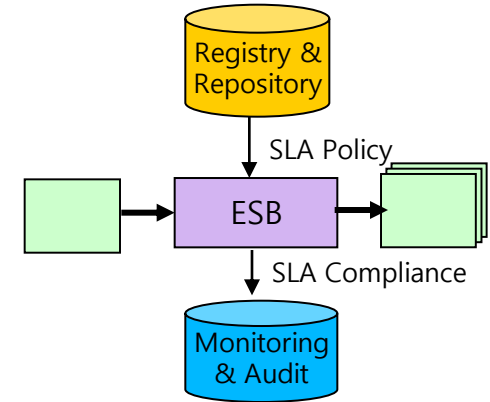 Registry &
Repository
SLA Policy
ESB
SLA Compliance
Monitoring
& Audit